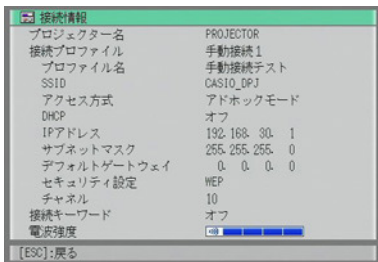 接続情報
プロジェクター名 PROJECTOR
接続プロファイル 手動接続1
プロファイル名 手動接続テスト
SSID CASIO_DPJ
アクセス方式 アドホックモード
DHCP オフ
IPアドレス 192.168. 30. 1
サブネットマスク 255.255.255. 0
デフォルトゲートウェイ 0. 0. 0. 0
セキュリティ設定 WEP
チャネル 10
接続キーワード オフ
電波強度
[ESC]:戻る